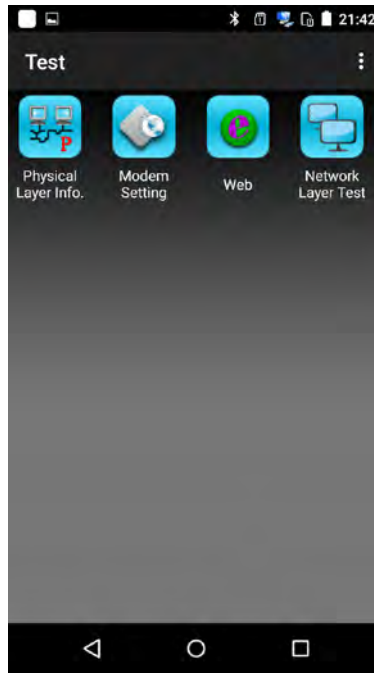 21:42
Test
P
Physical
Layer Info.
Modem
Setting
e
Web
Network
Layer Test